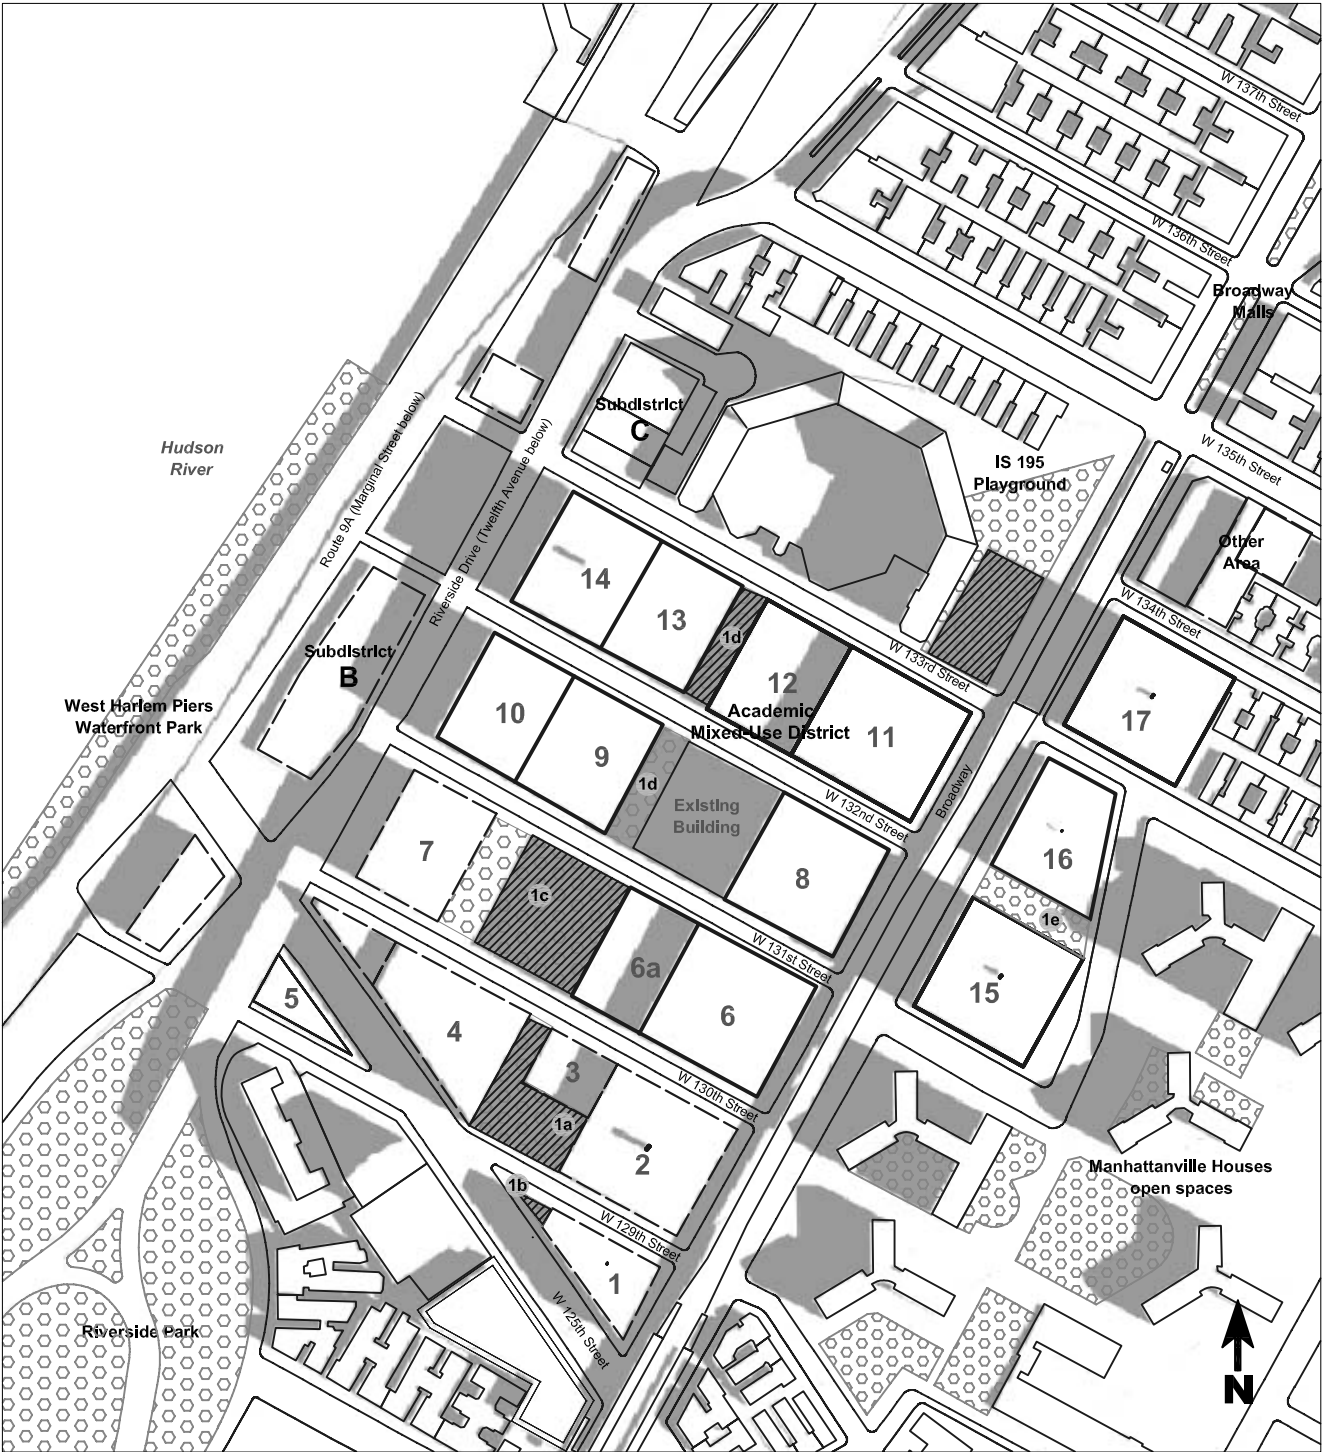 W 137th Street
W 136th Street
Broadway
Malls
Subdistrict
C
Hudson
River
W 135th Street
IS 195
Playground
Route 9A (Marginal Street below)
Riverside Drive (Twelfth Avenue below)
Other
Area
14
W 134th Street
13
1d
Subdistrict
B
W 133rd Street
12
West Harlem Piers
Waterfront Park
10
Academic
Mixed-Use District
17
11
9
1d
Existing
Building
W 132nd Street
Broadway
7
16
8
1c
1e
W 131st Street
6a
5
15
6
4
3
W 130th Street
1a
2
Manhattanville Houses
open spaces
1b
W 129th Street
1
W 125th Street
Riverside Park
N